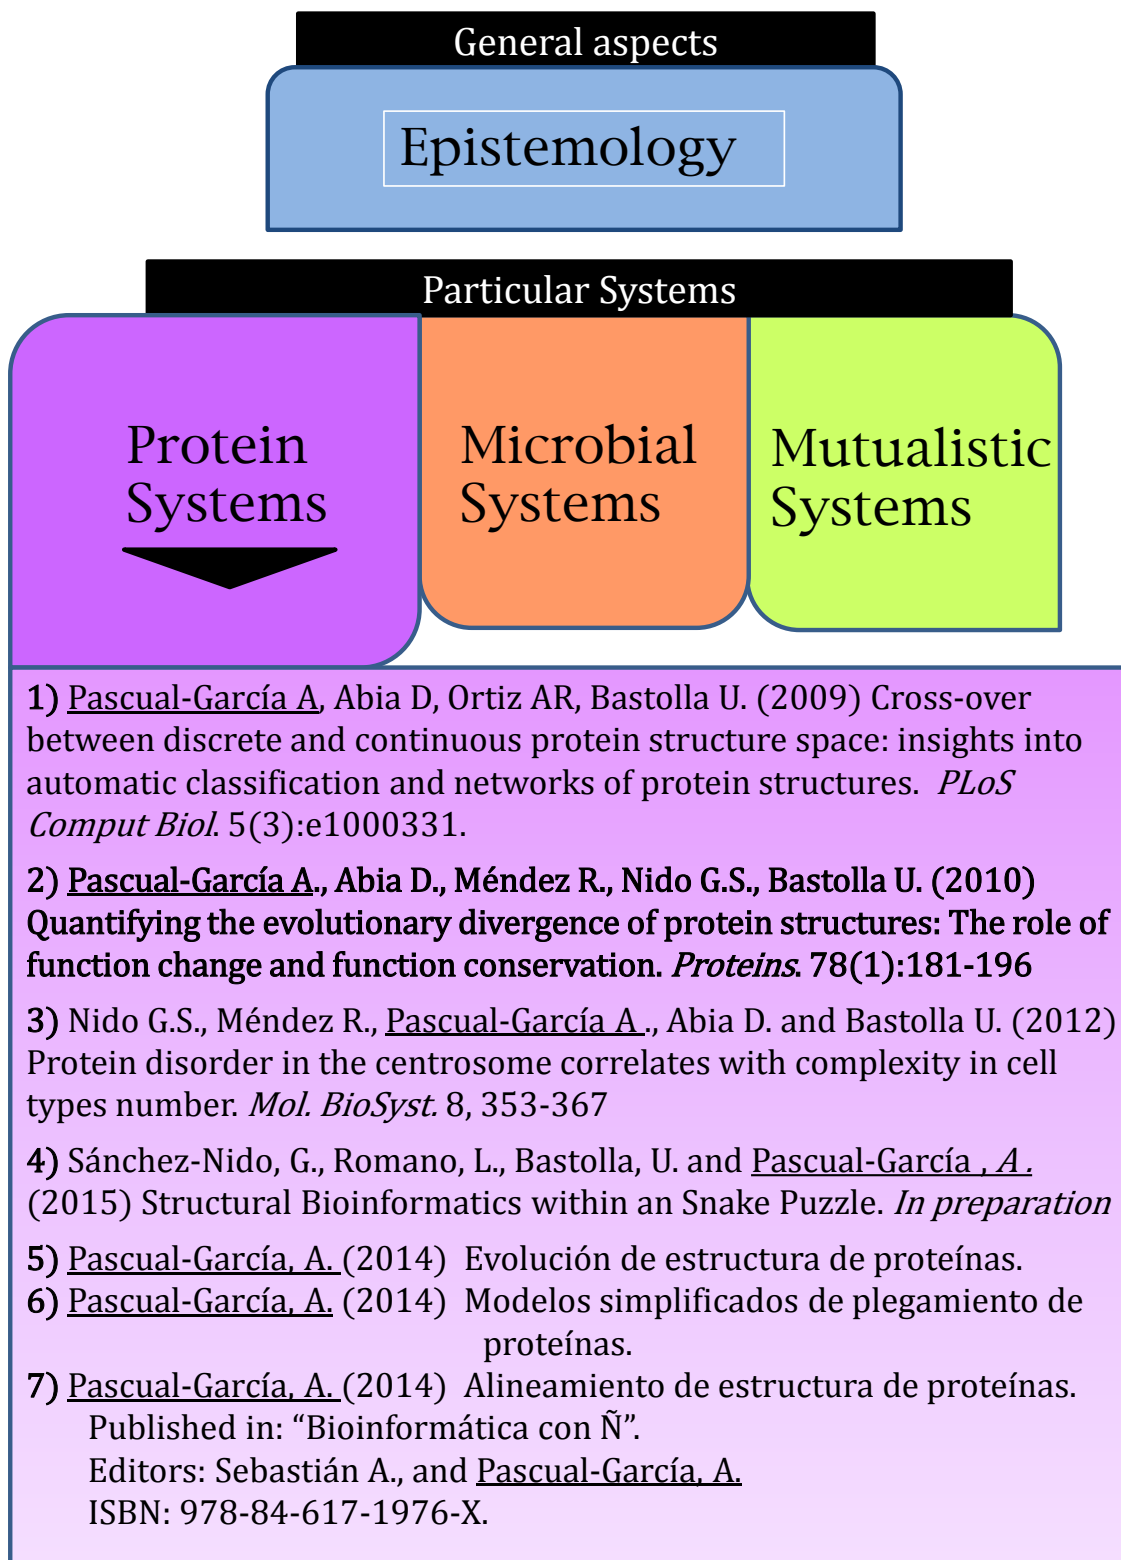 General aspects
Epistemology
Particular Systems
Protein
Systems
Microbial
Systems
Mutualistic
Systems
1) Pascual-García A, Abia D, Ortiz AR, Bastolla U. (2009) Cross-over
between discrete and continuous protein structure space: insights into
automatic classification and networks of protein structures. PLoS
Comput Biol. 5(3):e1000331.
2) Pascual-García A., Abia D., Méndez R., Nido G.S., Bastolla U. (2010)
Quantifying the evolutionary divergence of protein structures: The role of
function change and function conservation. Proteins. 78(1):181-196
3) Nido G.S., Méndez R., Pascual-García A ., Abia D. and Bastolla U. (2012)
Protein disorder in the centrosome correlates with complexity in cell
types number. Mol. BioSyst. 8, 353-367
4) Sánchez-Nido, G., Romano, L., Bastolla, U. and Pascual-García , A .
(2015) Structural Bioinformatics within an Snake Puzzle. In preparation
5) Pascual-García, A. (2014) Evolución de estructura de proteínas.
6) Pascual-García, A. (2014) Modelos simplificados de plegamiento de
proteínas.
7) Pascual-García, A. (2014) Alineamiento de estructura de proteínas.
Published in: “Bioinformática con Ñ”.
Editors: Sebastián A., and Pascual-García, A.
ISBN: 978-84-617-1976-X.